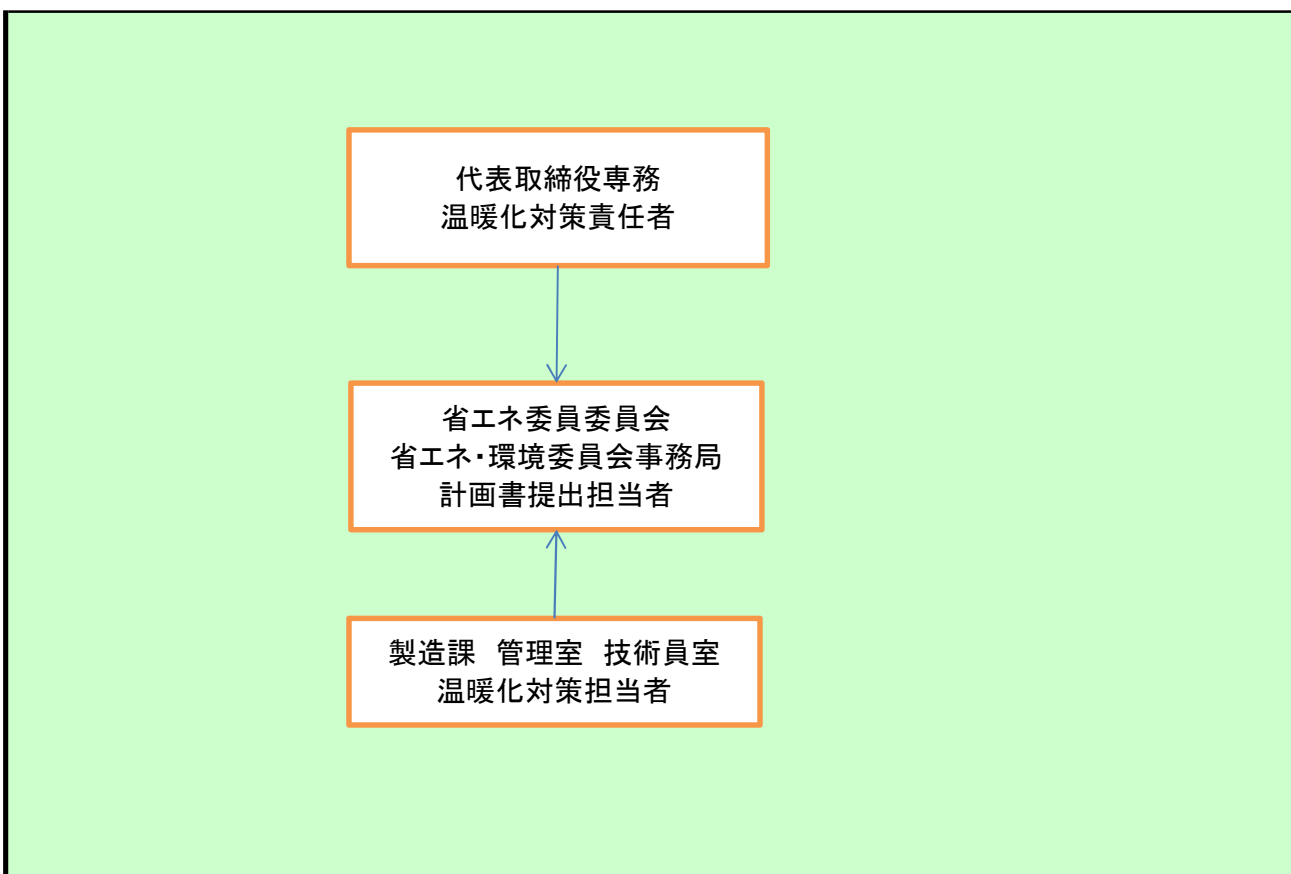 代表取締役専務
温暖化対策責任者
省エネ委員委員会
省エネ・環境委員会事務局
計画書提出担当者
製造課　管理室　技術員室
温暖化対策担当者